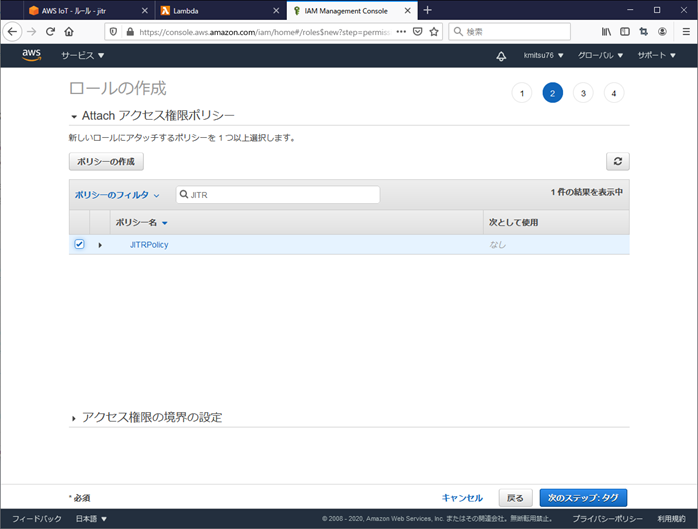 AWS IoT - ルール - jitr
Lambda
IAM Management Console
https://console.aws.amazon.com/iam/home#/roles$new?step=permis
検索
aws
サービス
kmitsu76
グローバル
サポート
ロールの作成
1
2
3
4
Attach アクセス権限ポリシー
新しいロールにアタッチするポリシーを 1 つ以上選択します。
ポリシーの作成
ポリシーのフィルタ
JITR
1 件の結果を表示中
ポリシー名
次として使用
JITRPolicy
なし
アクセス権限の境界の設定
* 必須
キャンセル
戻る
次のステップ: タグ
フィードバック
日本語
© 2008 - 2020, Amazon Web Services, Inc. またはその関連会社。無断転用禁止。
プライバシーポリシー
利用規約